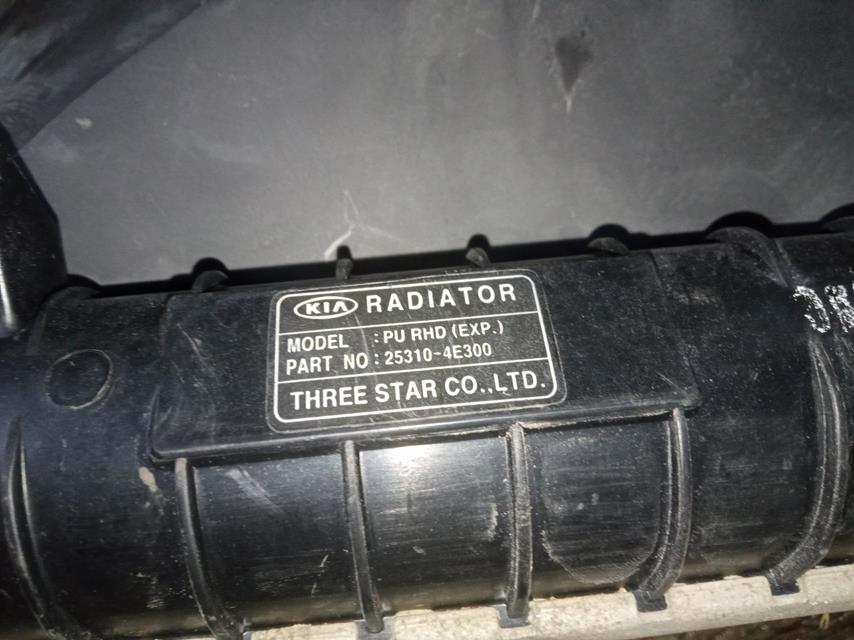 KIA RADIATOR
MODEL : PU RHD (EXP.)
PART NO : 25310-4E300
THREE STAR CO.,LTD.